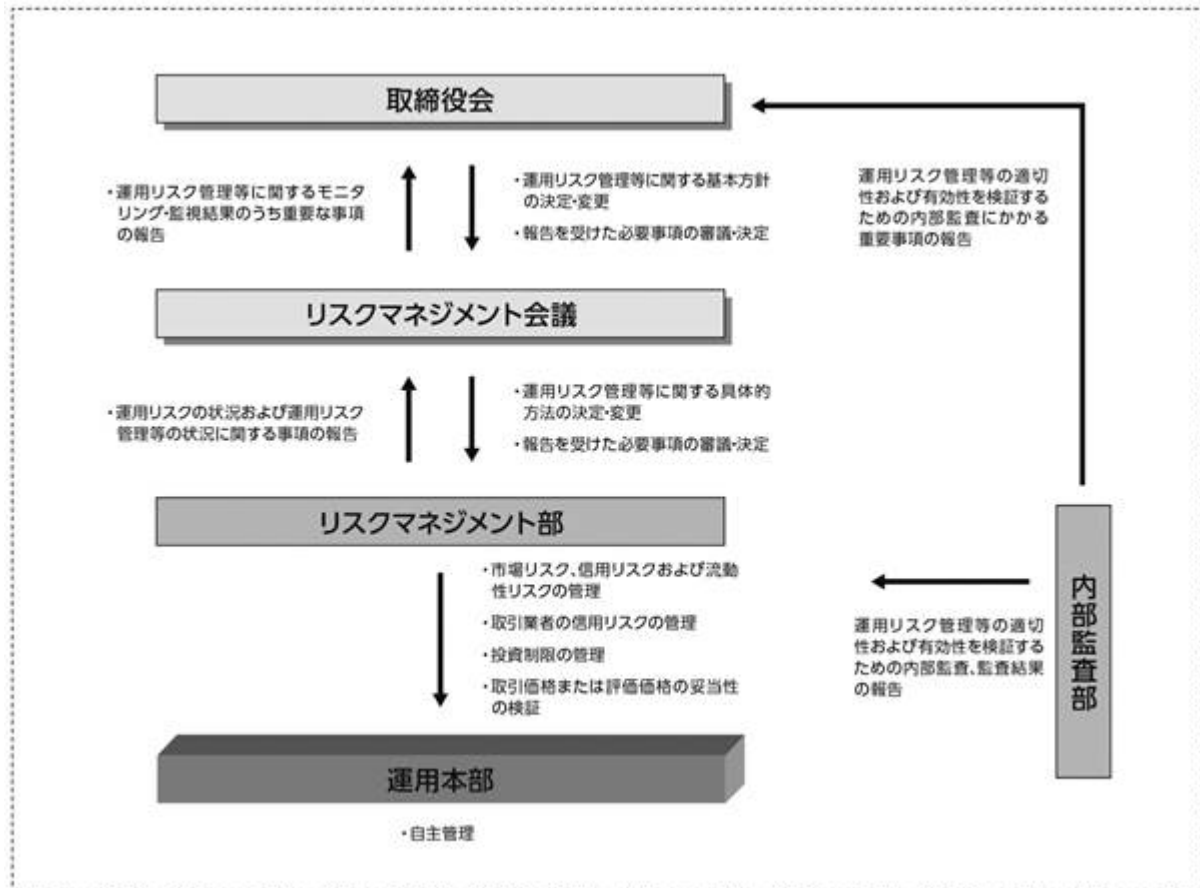 取締役会
・運用リスク管理等に関するモニタ
リング・監視結果のうち重要な事項
の報告
・運用リスク管理等に関する基本方針
の決定・変更
・報告を受けた必要事項の審議・決定
運用リスク管理等の適切
性および有効性を検証する
ための内部監査にかかる
重要事項の報告
リスクマネジメント会議
・運用リスクの状況および運用リスク
管理等の状況に関する事項の報告
・運用リスク管理等に関する具体的
方法の決定・変更
・報告を受けた必要事項の審議・決定
リスクマネジメント部
・市場リスク、信用リスクおよび流動
性リスクの管理
・取引業者の信用リスクの管理
・投資制限の管理
・取引価格または評価価格の妥当性
の検証
運用リスク管理等の適切
性および有効性を検証する
ための内部監査、監査結果
の報告
内部監査部
運用本部
・自主管理